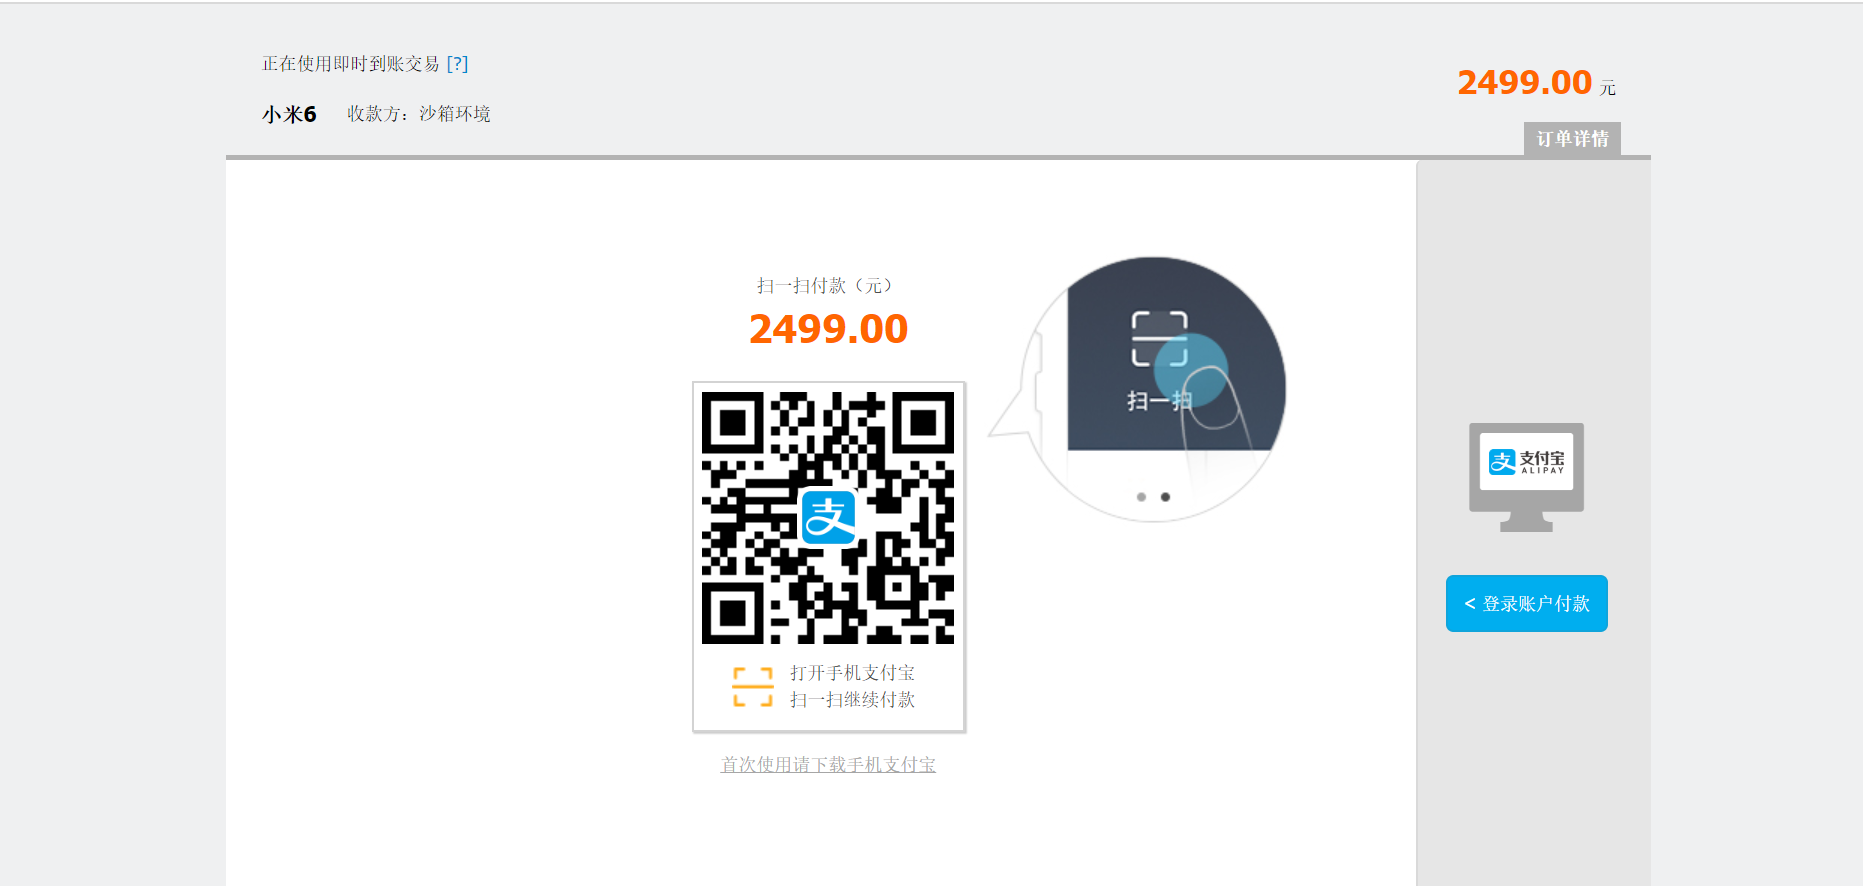 正在使用即时到账交易 [?]
小米6 收款方：沙箱环境
2499.00 元
订单详情
扫一扫付款（元）
2499.00
扫一扫
支
支付宝
ALIPAY
< 登录账户付款
打开手机支付宝
扫一扫继续付款
首次使用请下载手机支付宝